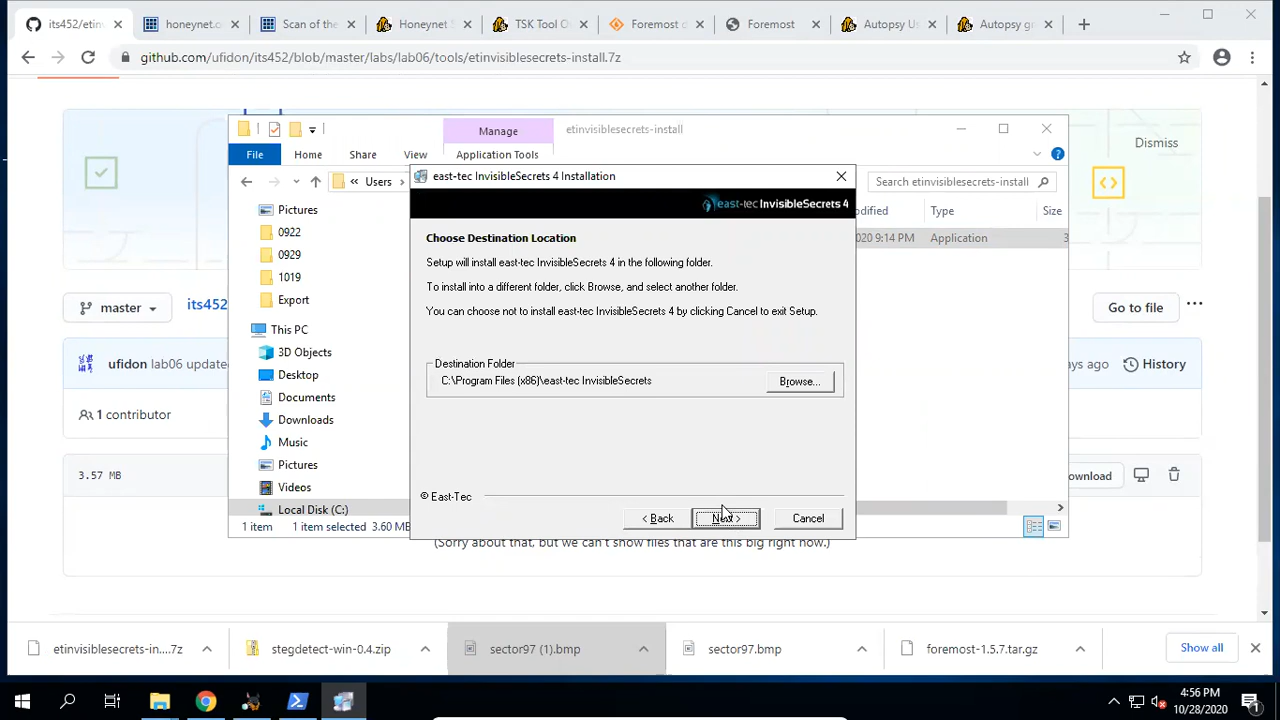 its452/etin
honeynet.o
Scan of the
Honeynet S
TSK Tool O
Foremost d
Foremost
Autopsy Us
Autopsy gr
github.com/ufidon/its452/blob/master/labs/lab06/tools/etinvisiblesecrets-install.7z
Dismiss
Manage
etinvisiblesecrets-install
File
Home
Share
View
Application Tools
Users
Search etinvisiblesecrets-install
east-tec InvisibleSecrets 4 Installation
east-tec InvisibleSecrets 4
Pictures
0922
0929
1019
Export
This PC
3D Objects
Desktop
Documents
Downloads
Music
Pictures
Videos
Local Disk (C:)
odified
Type
Size
020 9:14 PM
Application
3
Choose Destination Location
Setup will install east-tec InvisibleSecrets 4 in the following folder.
To install into a different folder, click Browse, and select another folder.
You can choose not to install east-tec InvisibleSecrets 4 by clicking Cancel to exit Setup.
Destination Folder
C:\Program Files (x86)\east-tec InvisibleSecrets
Browse...
© East-Tec
< Back
Next >
Cancel
1 item
1 item selected
3.60 MB
master
its452
Go to file
ufidon lab06 update
ays ago
History
1 contributor
3.57 MB
ownload
(Sorry about that, but we can't show files that are this big right now.)
etinvisiblesecrets-in....7z
stegdetect-win-0.4.zip
sector97 (1).bmp
sector97.bmp
foremost-1.5.7.tar.gz
Show all
4:56 PM
10/28/2020
1